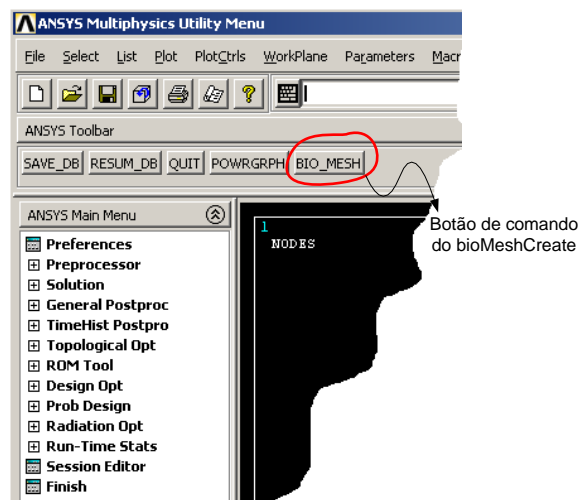 ANSYS Multiphysics Utility Menu
File Select List Plot PlotCtrls WorkPlane Parameters Macr
ANSYS Toolbar
SAVE_DB RESUM_DB QUIT POWRGRPH BIO_MESH
ANSYS Main Menu
Preferences
Preprocessor
Solution
General Postproc
TimeHist Postpro
Topological Opt
ROM Tool
Design Opt
Prob Design
Radiation Opt
Run-Time Stats
Session Editor
Finish
1
NODES
Botão de comando
do bioMeshCreate